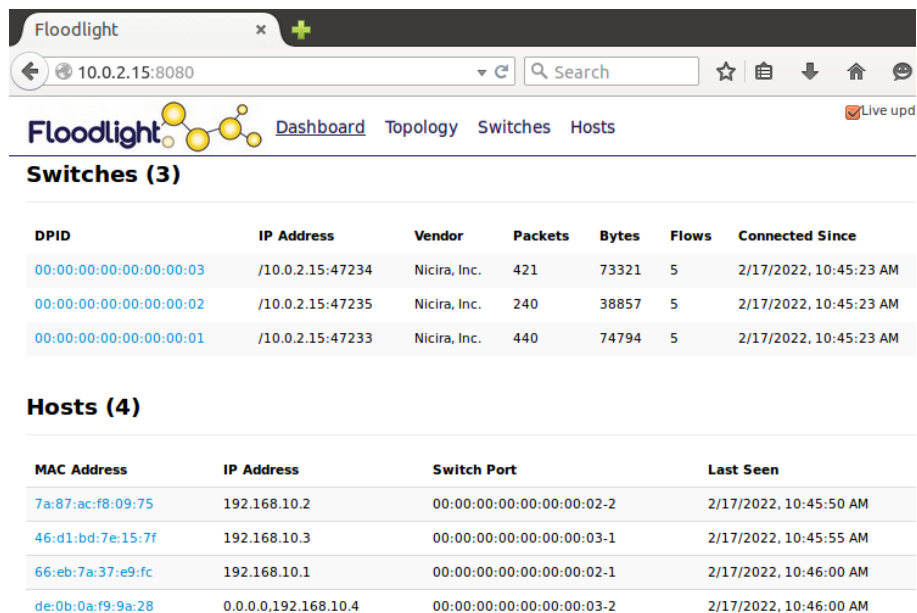 Floodlight
10.0.2.15:8080 Search
Floodlight Dashboard Topology Switches Hosts Live upd
Switches (3)
DPID IP Address Vendor Packets Bytes Flows Connected Since
00:00:00:00:00:00:00:03 /10.0.2.15:47234 Nicira, Inc. 421 73321 5 2/17/2022, 10:45:23 AM
00:00:00:00:00:00:00:02 /10.0.2.15:47235 Nicira, Inc. 240 38857 5 2/17/2022, 10:45:23 AM
00:00:00:00:00:00:00:01 /10.0.2.15:47233 Nicira, Inc. 440 74794 5 2/17/2022, 10:45:23 AM
Hosts (4)
MAC Address IP Address Switch Port Last Seen
7a:87:ac:f8:09:75 192.168.10.2 00:00:00:00:00:00:00:02-2 2/17/2022, 10:45:50 AM
46:d1:bd:7e:15:7f 192.168.10.3 00:00:00:00:00:00:00:03-1 2/17/2022, 10:45:55 AM
66:eb:7a:37:e9:fc 192.168.10.1 00:00:00:00:00:00:00:02-1 2/17/2022, 10:46:00 AM
de:0b:0a:f9:9a:28 0.0.0.0,192.168.10.4 00:00:00:00:00:00:00:03-2 2/17/2022, 10:46:00 AM